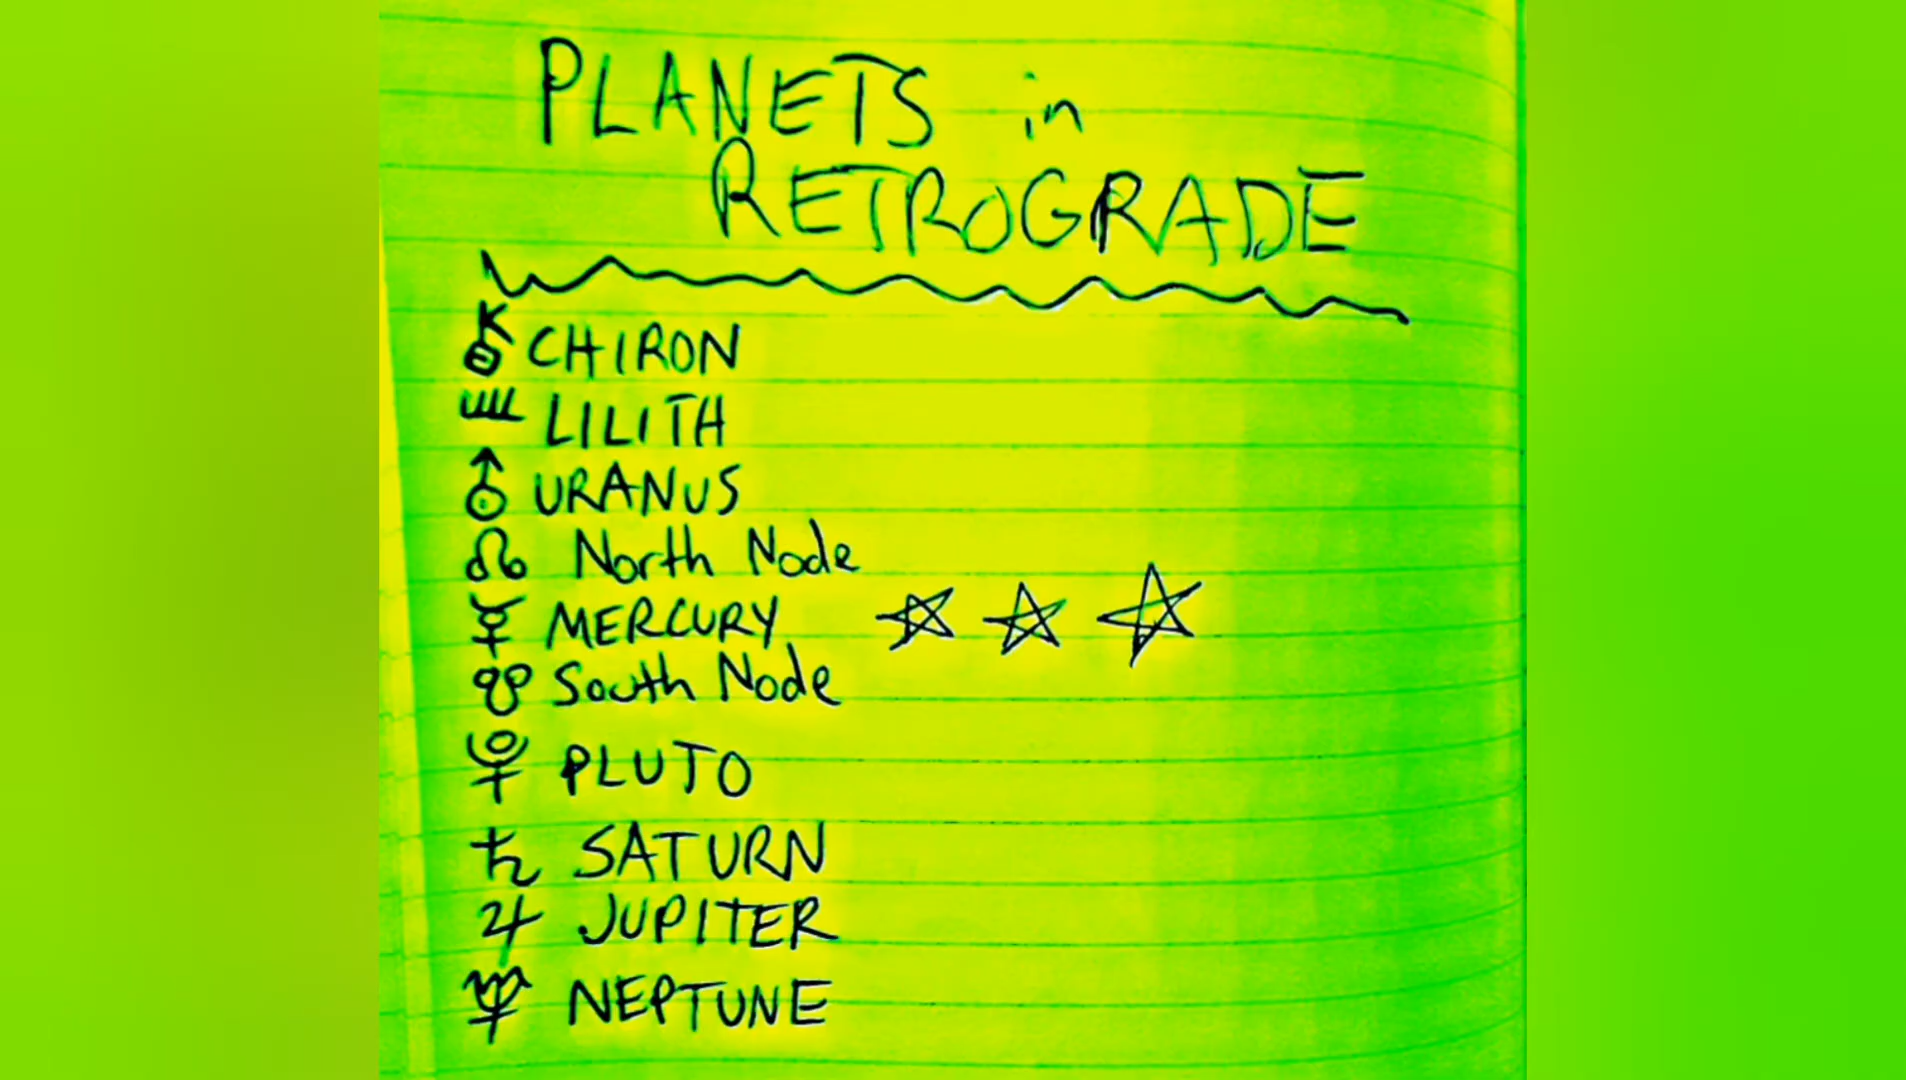 PLANETS in
RETROGRADE
⚷ CHIRON
LILITH
⛢ URANUS
☊ North Node
☿ MERCURY
☋ South Node
♇ PLUTO
♄ SATURN
♃ JUPITER
♆ NEPTUNE